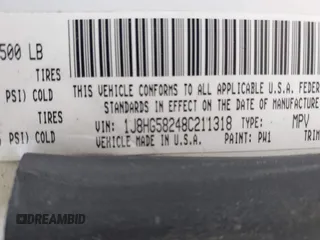 500 LB
TIRES
PSI) COLD
TIRES
PSI) COLD
THIS VEHICLE CONFORMS TO ALL APPLICABLE U.S.A. FEDER
STANDARDS IN EFFECT ON THE DATE OF MANUFACTURE
VIN: 1J8HG58248C211318 TYPE: MPV
VEHICLE MADE IN U.S.A. PAINT: PW1 TRIM
DREAMBID